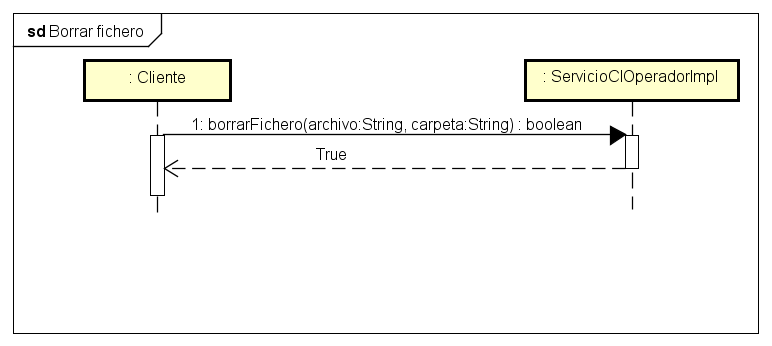 sd Borrar fichero
: Cliente
: ServicioClOperadorImpl
1: borrarFichero(archivo:String, carpeta:String) : boolean
True